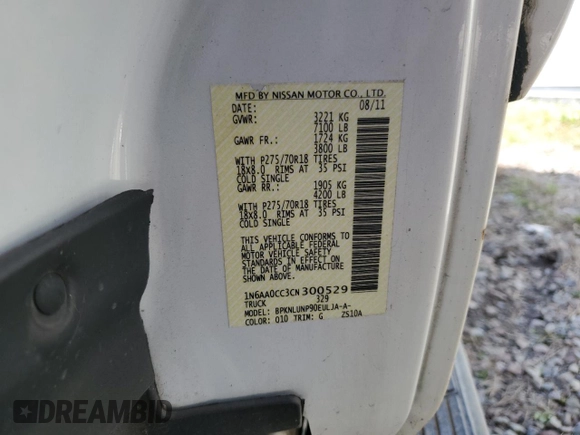 MFD BY NISSAN MOTOR CO., LTD.
DATE: 08/11
GVWR: 3221 KG
7100 LB
GAWR FR.: 1724 KG
3800 LB
WITH P275/70R18 TIRES
18X8.0 RIMS AT 35 PSI
COLD SINGLE
GAWR RR.: 1905 KG
4200 LB
WITH P275/70R18 TIRES
18X8.0 RIMS AT 35 PSI
COLD SINGLE
THIS VEHICLE CONFORMS TO
ALL APPLICABLE FEDERAL
MOTOR VEHICLE SAFETY
STANDARDS IN EFFECT ON
THE DATE OF MANUFACTURE
SHOWN ABOVE.
1N6AA0CC3CN300529
TRUCK 329
MODEL: BPKNLUNP90EULJA-A-
COLOR: Q10 TRIM: G ZS10A
DREAMBID